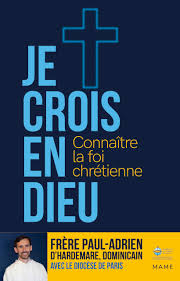 JE
CROIS
EN
DIEU
Connaître
la foi
chrétienne
FRÈRE PAUL-ADRIEN
D'HARDEMARE, DOMINICAIN
AVEC LE DIOCÈSE DE PARIS
MAME